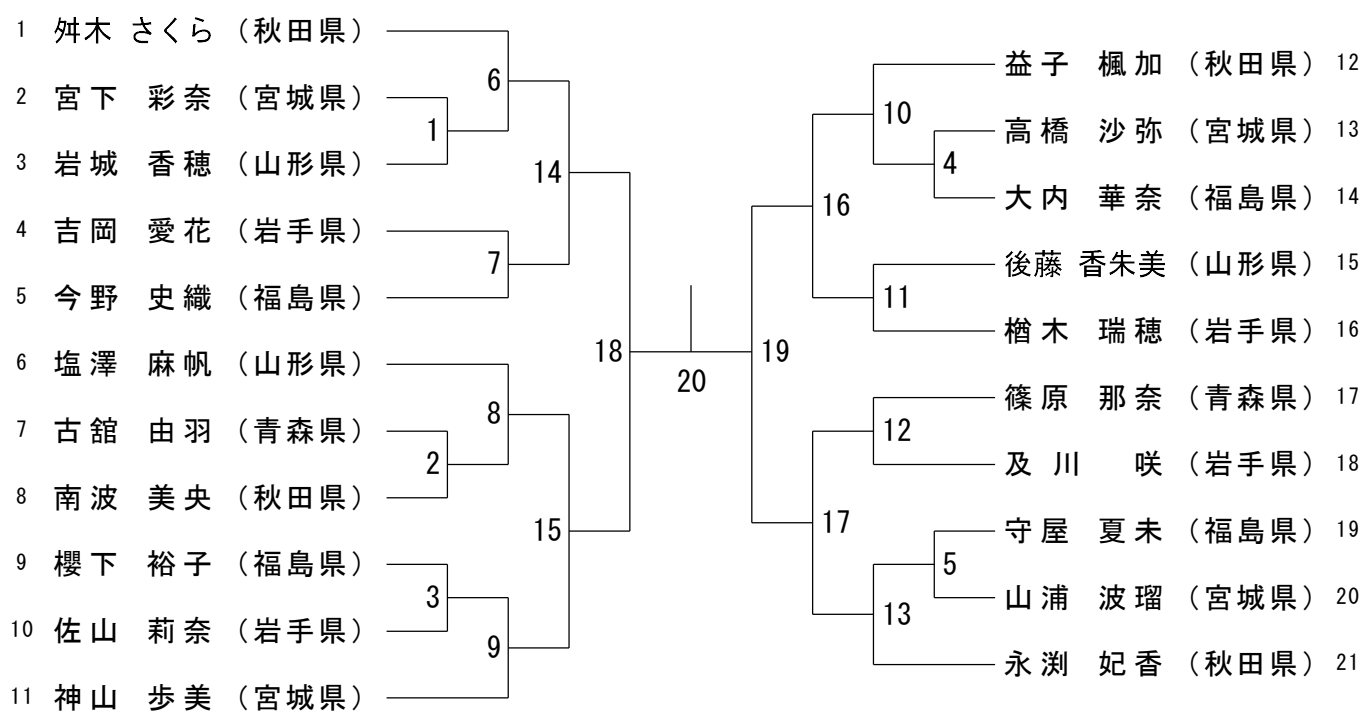 1 舛木 さくら （秋田県）
2 宮下 彩奈 （宮城県）
3 岩城 香穂 （山形県）
4 吉岡 愛花 （岩手県）
5 今野 史織 （福島県）
6 塩澤 麻帆 （山形県）
7 古舘 由羽 （青森県）
8 南波 美央 （秋田県）
9 櫻下 裕子 （福島県）
10 佐山 莉奈 （岩手県）
11 神山 歩美 （宮城県）
1
2
3
6
7
8
9
14
15
18
20
19
16
17
10
11
12
13
4
5
益子 楓加 （秋田県） 12
高橋 沙弥 （宮城県） 13
大内 華奈 （福島県） 14
後藤 香朱美 （山形県） 15
楢木 瑞穂 （岩手県） 16
篠原 那奈 （青森県） 17
及川 咲 （岩手県） 18
守屋 夏未 （福島県） 19
山浦 波瑠 （宮城県） 20
永渕 妃香 （秋田県） 21